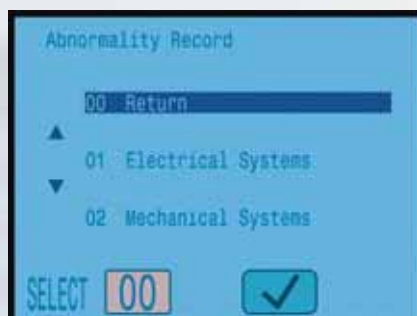 Abnormality Record
00 Return
01 Electrical Systems
02 Mechanical Systems
SELECT 00